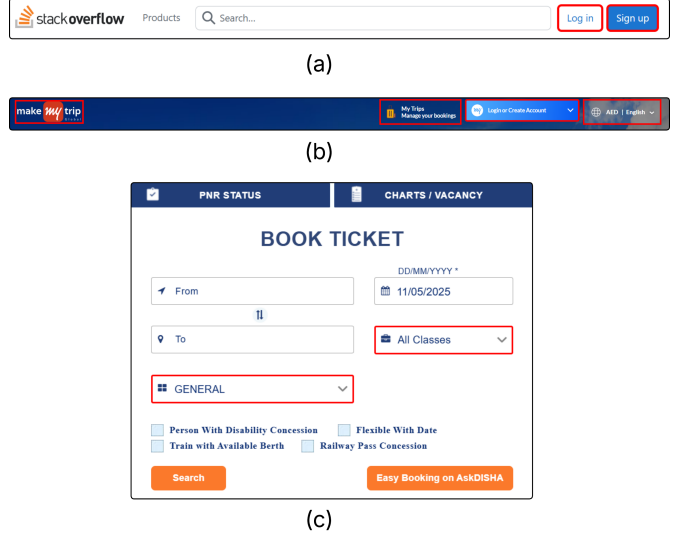 stackoverflow Products Search... Log in Sign up
(a)
make my trip My Trips Login or Create Account AED | English
Manage your bookings
(b)
PNR STATUS CHARTS / VACANCY
BOOK TICKET
DD/MM/YYYY *
From 11/05/2025
To All Classes
GENERAL
Person With Disability Concession Flexible With Date
Train with Available Berth Railway Pass Concession
Search Easy Booking on AskDISHA
(c)